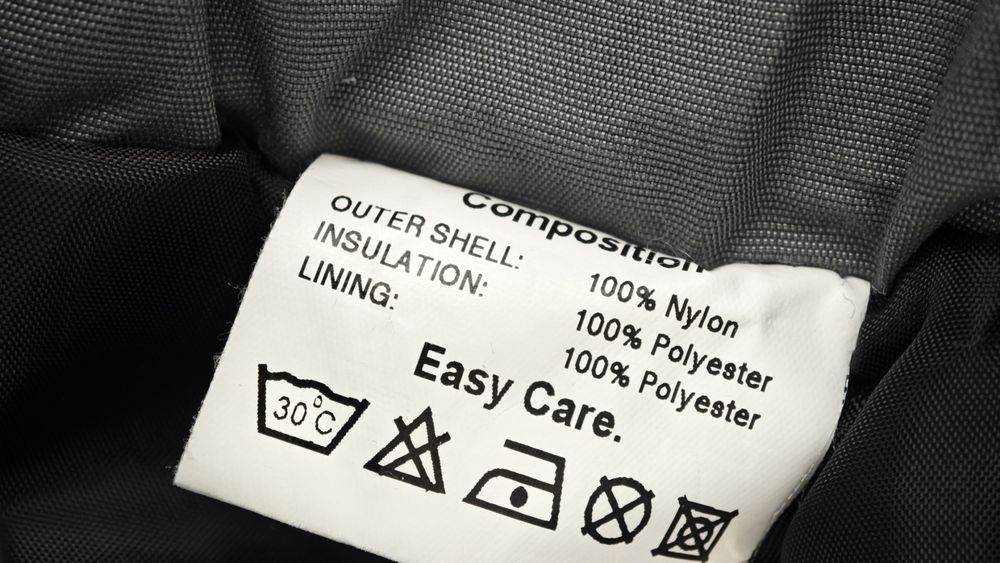 Composition
OUTER SHELL: 100% Nylon
INSULATION: 100% Polyester
LINING: 100% Polyester
Easy Care.
30°C